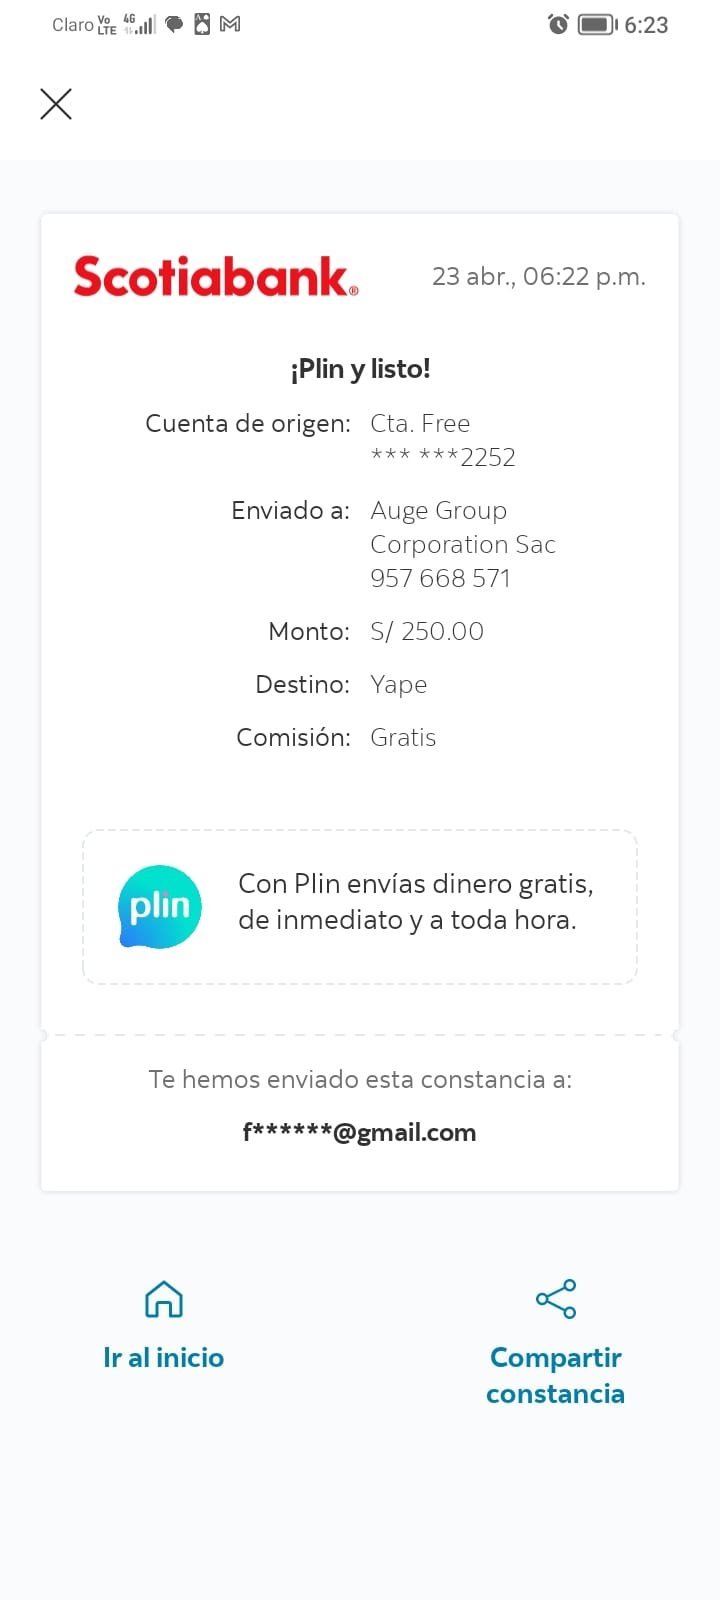 Claro Vo LTE 4G 6:23
Scotiabank® 23 abr., 06:22 p.m.
¡Plin y listo!
Cuenta de origen: Cta. Free
*** ***2252
Enviado a: Auge Group
Corporation Sac
957 668 571
Monto: S/ 250.00
Destino: Yape
Comisión: Gratis
plin
Con Plin envías dinero gratis,
de inmediato y a toda hora.
Te hemos enviado esta constancia a:
f******@gmail.com
Ir al inicio
Compartir
constancia